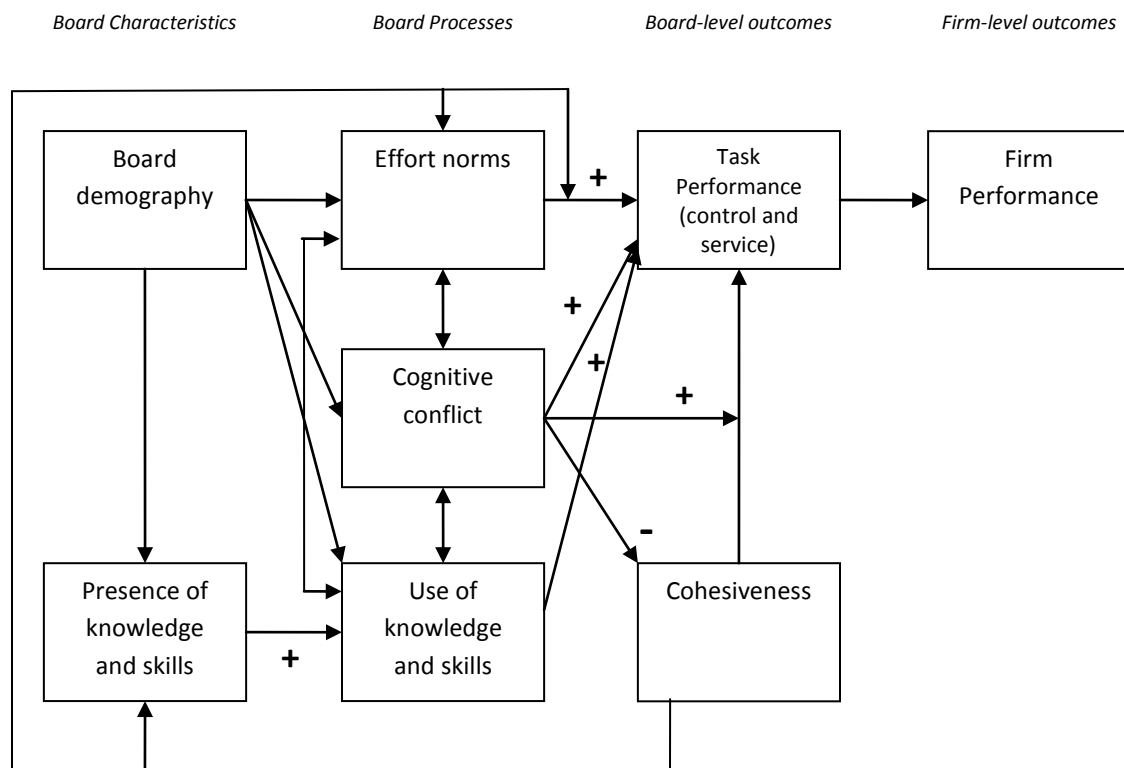 Board Characteristics
Board Processes
Board-level outcomes
Firm-level outcomes
Board
demography
Effort norms
+
Task
Performance
(control and
service)
Firm
Performance
+
+
Cognitive
conflict
+
-
Presence of
knowledge
and skills
+
Use of
knowledge
and skills
Cohesiveness